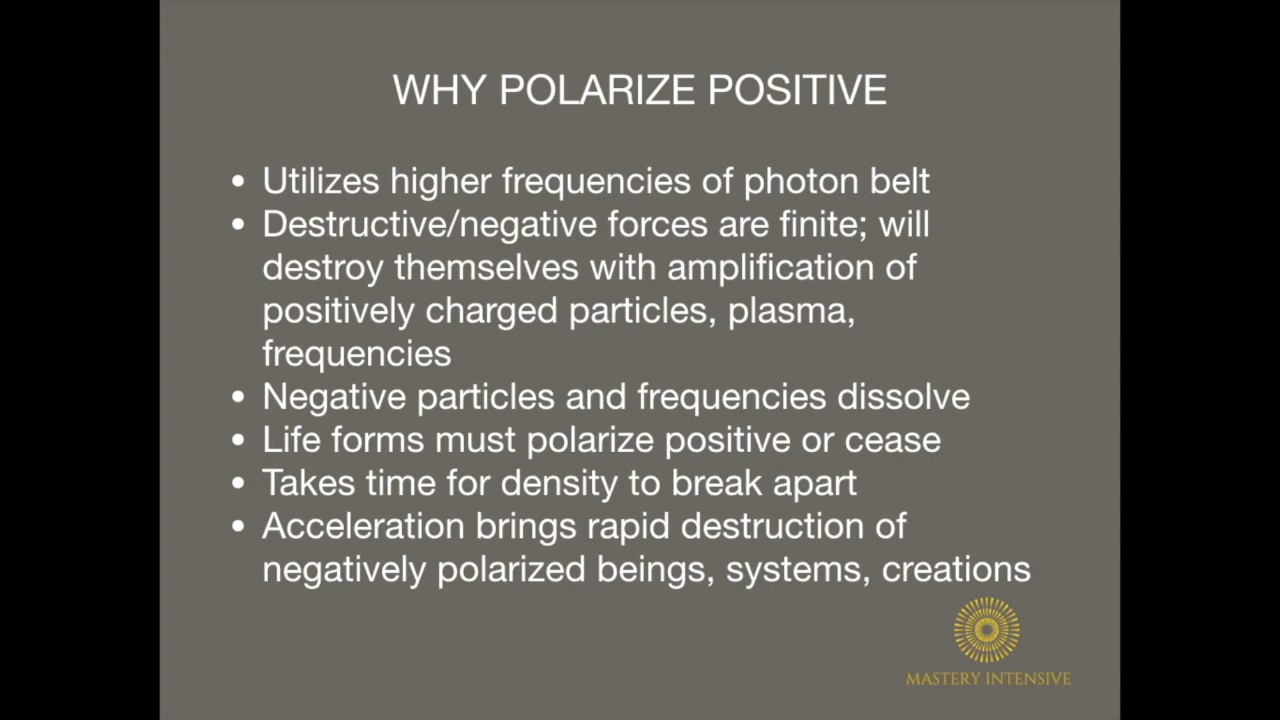 WHY POLARIZE POSITIVE
• Utilizes higher frequencies of photon belt
• Destructive/negative forces are finite; will
destroy themselves with amplification of
positively charged particles, plasma,
frequencies
• Negative particles and frequencies dissolve
• Life forms must polarize positive or cease
• Takes time for density to break apart
• Acceleration brings rapid destruction of
negatively polarized beings, systems, creations
MASTERY INTENSIVE